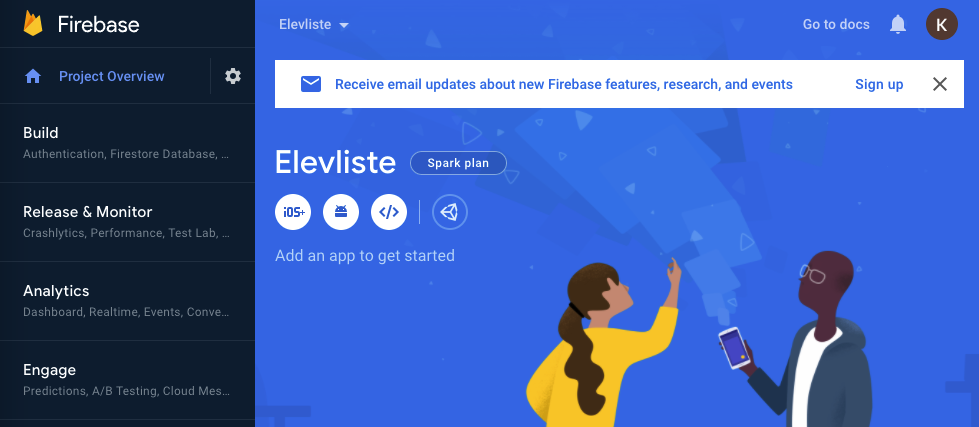 Firebase
Elevliste
Go to docs
K
Project Overview
Receive email updates about new Firebase features, research, and events
Sign up
Build
Authentication, Firestore Database, ...
Release & Monitor
Crashlytics, Performance, Test Lab, ...
Analytics
Dashboard, Realtime, Events, Conve...
Engage
Predictions, A/B Testing, Cloud Mes...
Elevliste
Spark plan
iOS+
</>
Add an app to get started